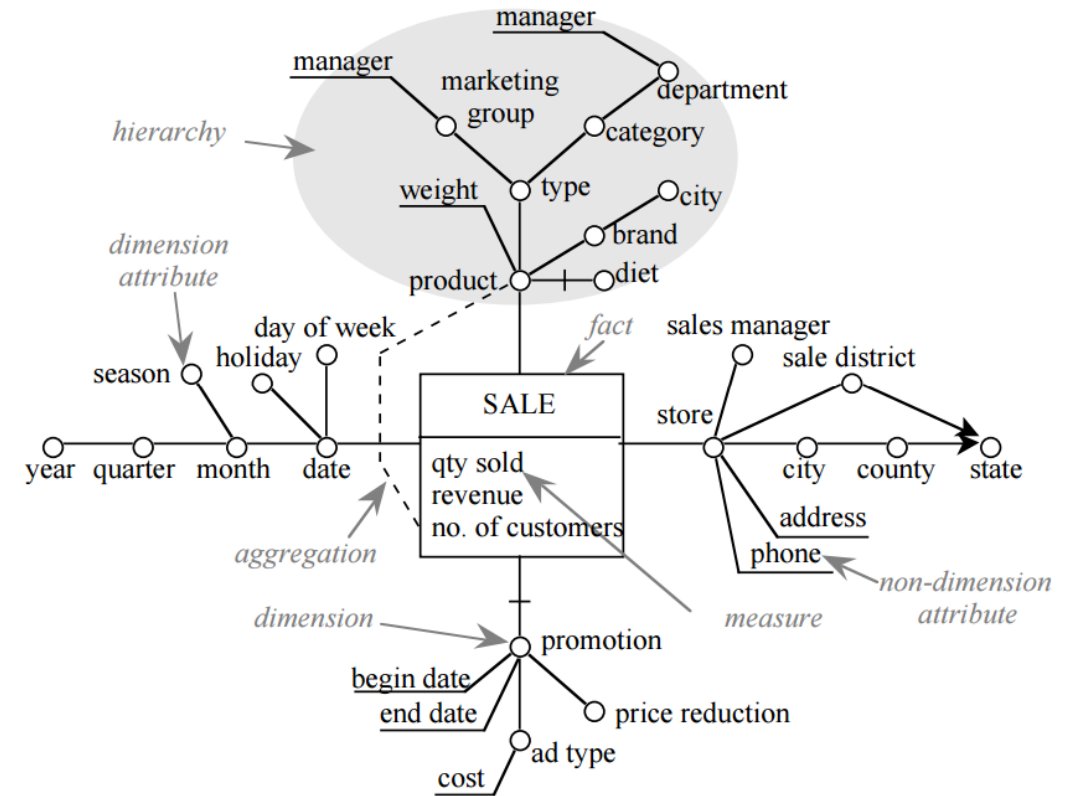 manager
manager
marketing
group
department
hierarchy
category
weight
type
city
brand
dimension
attribute
product
diet
day of week
fact
sales manager
holiday
sale district
season
SALE
store
year
quarter
month
date
city
county
state
qty sold
revenue
no. of customers
address
phone
aggregation
non-dimension
attribute
dimension
measure
promotion
begin date
end date
price reduction
ad type
cost